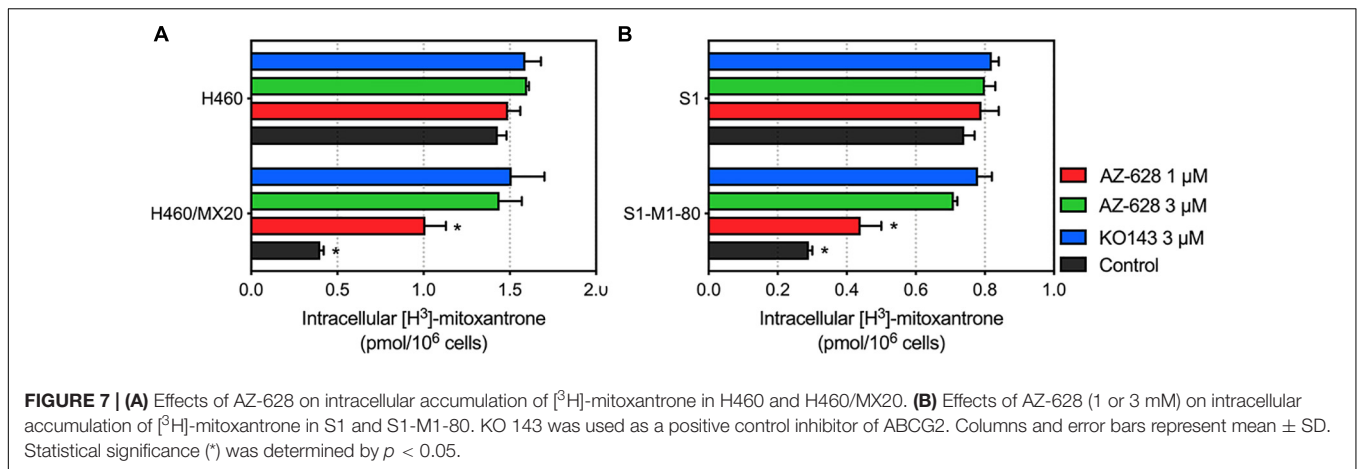 A
H460
H460/MX20
*
*
0.0 0.5 1.0 1.5 2.0
Intracellular [H³]-mitoxantrone
(pmol/10⁶ cells)
B
S1
S1-M1-80
*
*
0.0 0.2 0.4 0.6 0.8 1.0
Intracellular [H³]-mitoxantrone
(pmol/10⁶ cells)
AZ-628 1 µM
AZ-628 3 µM
KO143 3 µM
Control
FIGURE 7 | (A) Effects of AZ-628 on intracellular accumulation of [³H]-mitoxantrone in H460 and H460/MX20. (B) Effects of AZ-628 (1 or 3 mM) on intracellular
accumulation of [³H]-mitoxantrone in S1 and S1-M1-80. KO 143 was used as a positive control inhibitor of ABCG2. Columns and error bars represent mean ± SD.
Statistical significance (*) was determined by p < 0.05.